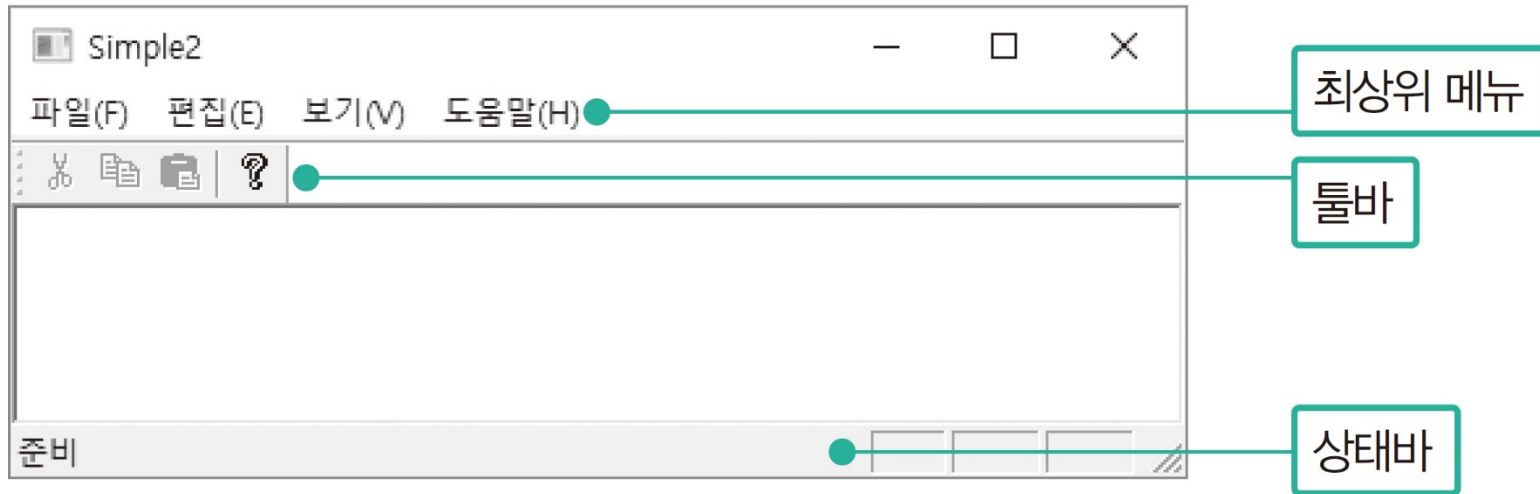 Simple2
파일(F) 편집(E) 보기(V) 도움말(H)
최상위 메뉴
툴바
준비
상태바